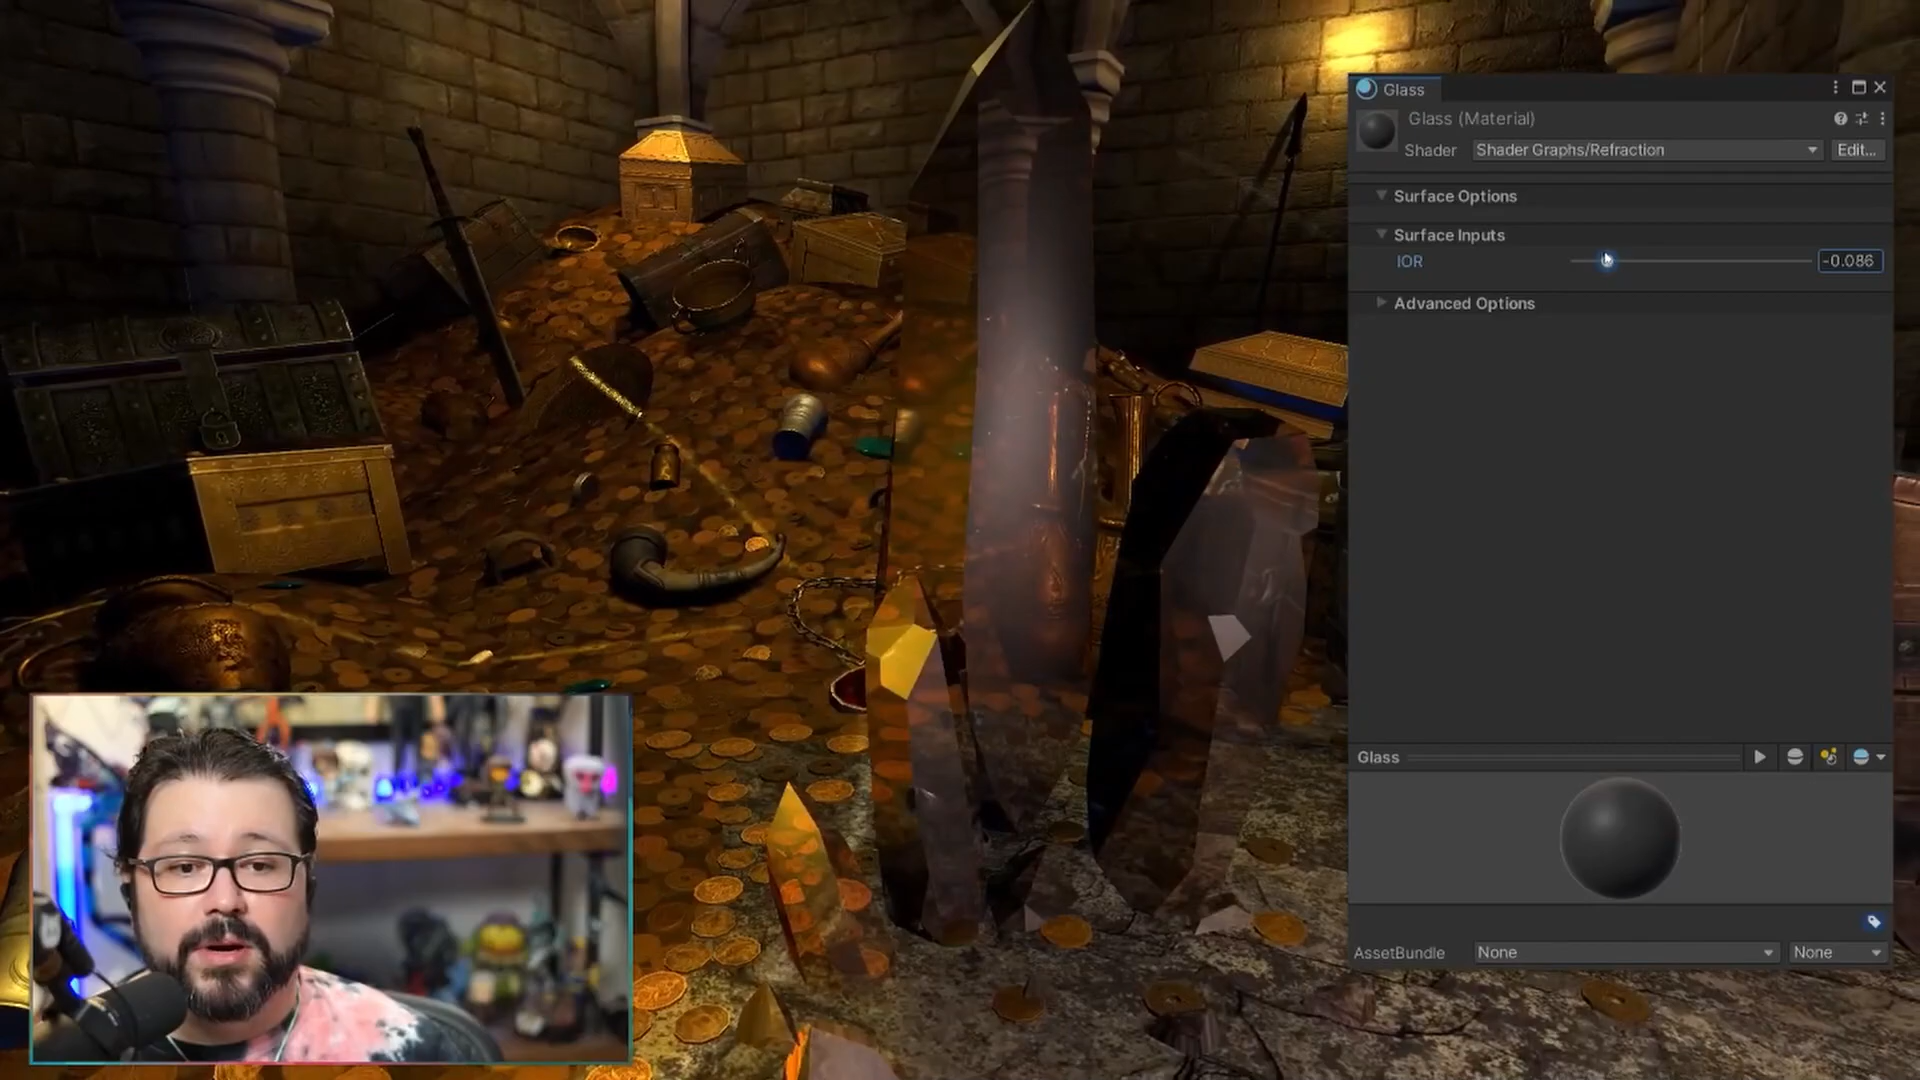 Glass
Glass (Material)
Shader Shader Graphs/Refraction Edit...
Surface Options
Surface Inputs
IOR -0.086
Advanced Options
Glass
AssetBundle None None